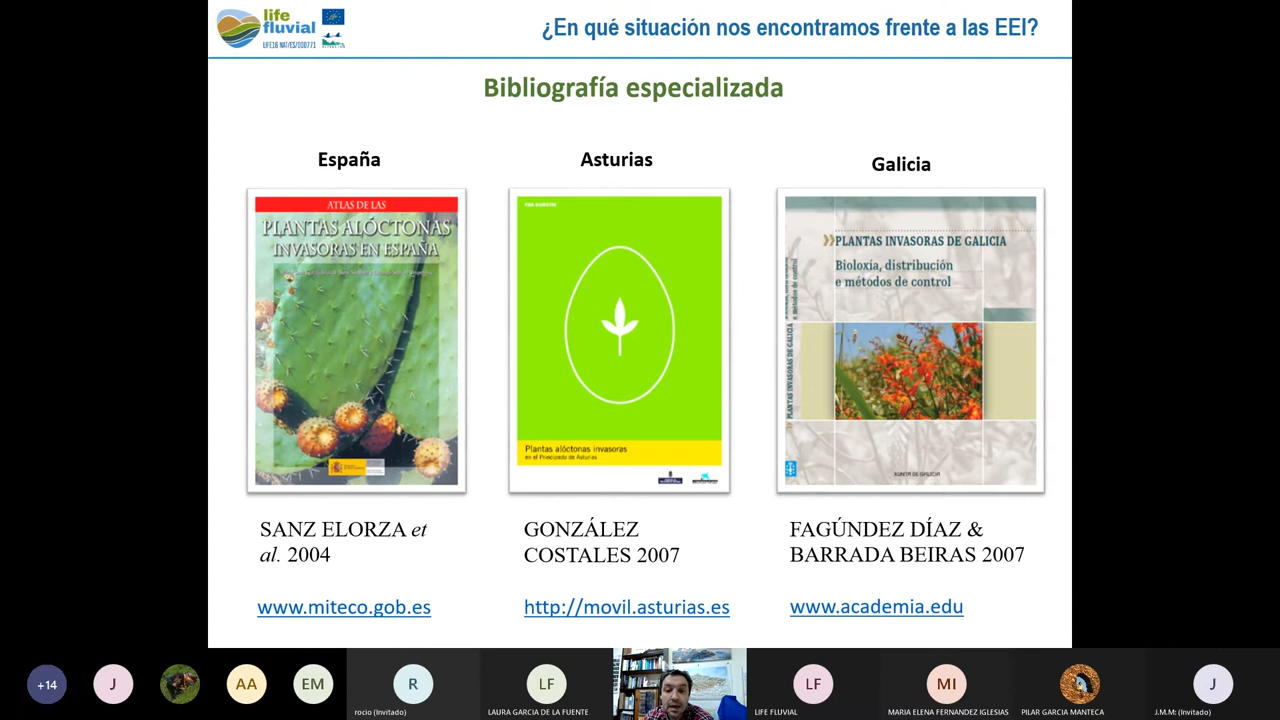 life
fluvial
LIFE16 NAT/ES/000771
¿En qué situación nos encontramos frente a las EEI?
Bibliografía especializada
España
Asturias
Galicia
ATLAS DE LAS
PLANTAS ALÓCTONAS
INVASORAS EN ESPAÑA
Plantas alóctonas invasoras
en el Principado de Asturias
PLANTAS INVASORAS DE GALICIA
Bioloxía, distribución
e métodos de control
PLANTAS INVASORAS DE GALICIA
e métodos de control
XUNTA DE GALICIA
SANZ ELORZA et
al. 2004
GONZÁLEZ
COSTALES 2007
FAGÚNDEZ DÍAZ &
BARRADA BEIRAS 2007
www.miteco.gob.es
http://movil.asturias.es
www.academia.edu
+14
J
AA
EM
R
rocio (Invitado)
LF
LAURA GARCIA DE LA FUENTE
LF
LIFE FLUVIAL
MI
MARIA ELENA FERNANDEZ IGLESIAS
PILAR GARCIA MANTECA
J
J.M.M: (Invitado)